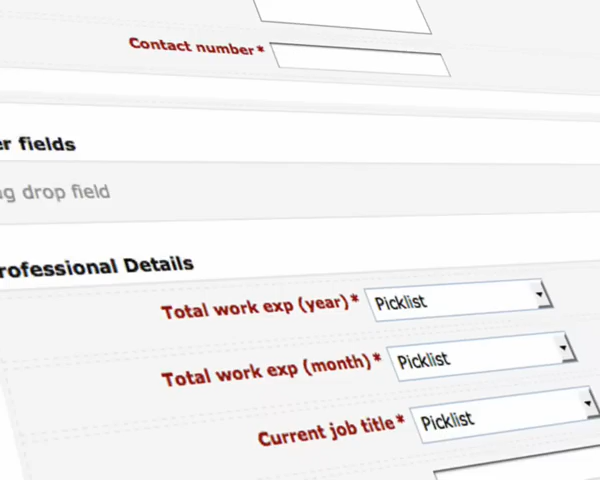 Contact number*
er fields
ng drop field
rofessional Details
Total work exp (year)* Picklist
Total work exp (month)* Picklist
Current job title* Picklist